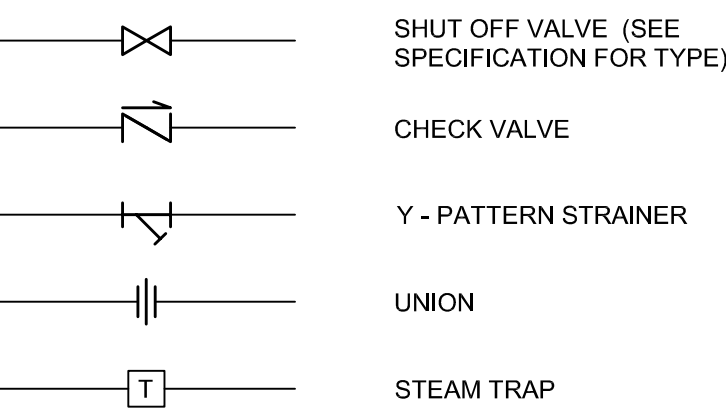 SHUT OFF VALVE (SEE
SPECIFICATION FOR TYPE)
CHECK VALVE
Y - PATTERN STRAINER
UNION
T
STEAM TRAP